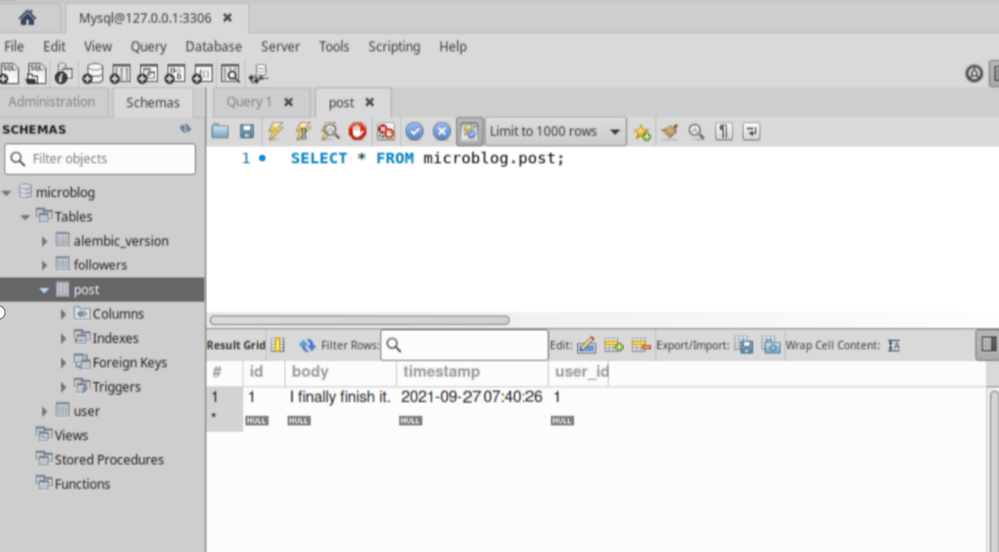 Mysql@127.0.0.1:3306
File Edit View Query Database Server Tools Scripting Help
Administration Schemas
SCHEMAS
Filter objects
microblog
Tables
alembic_version
followers
post
Columns
Indexes
Foreign Keys
Triggers
user
Views
Stored Procedures
Functions
Query 1 post
Limit to 1000 rows
1 SELECT * FROM microblog.post;
Result Grid Filter Rows: Edit: Export/Import: Wrap Cell Content:
# id body timestamp user_id
1 1 I finally finish it. 2021-09-27 07:40:26 1
* NULL NULL NULL NULL